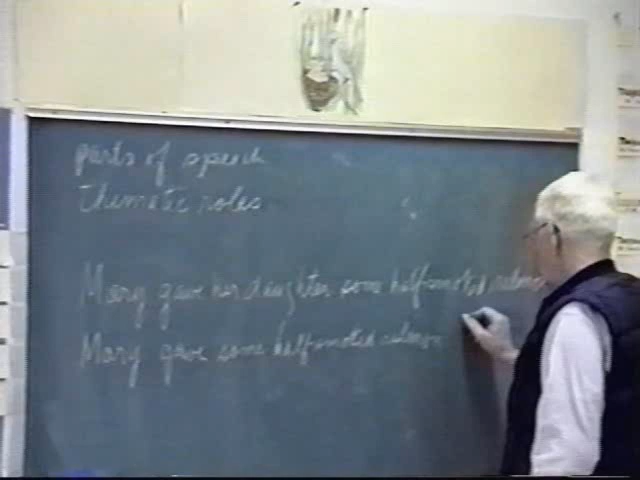 parts of speech
thematic roles
Mary gave her daughter some half smoked salmon
Mary gave some half smoked salmon